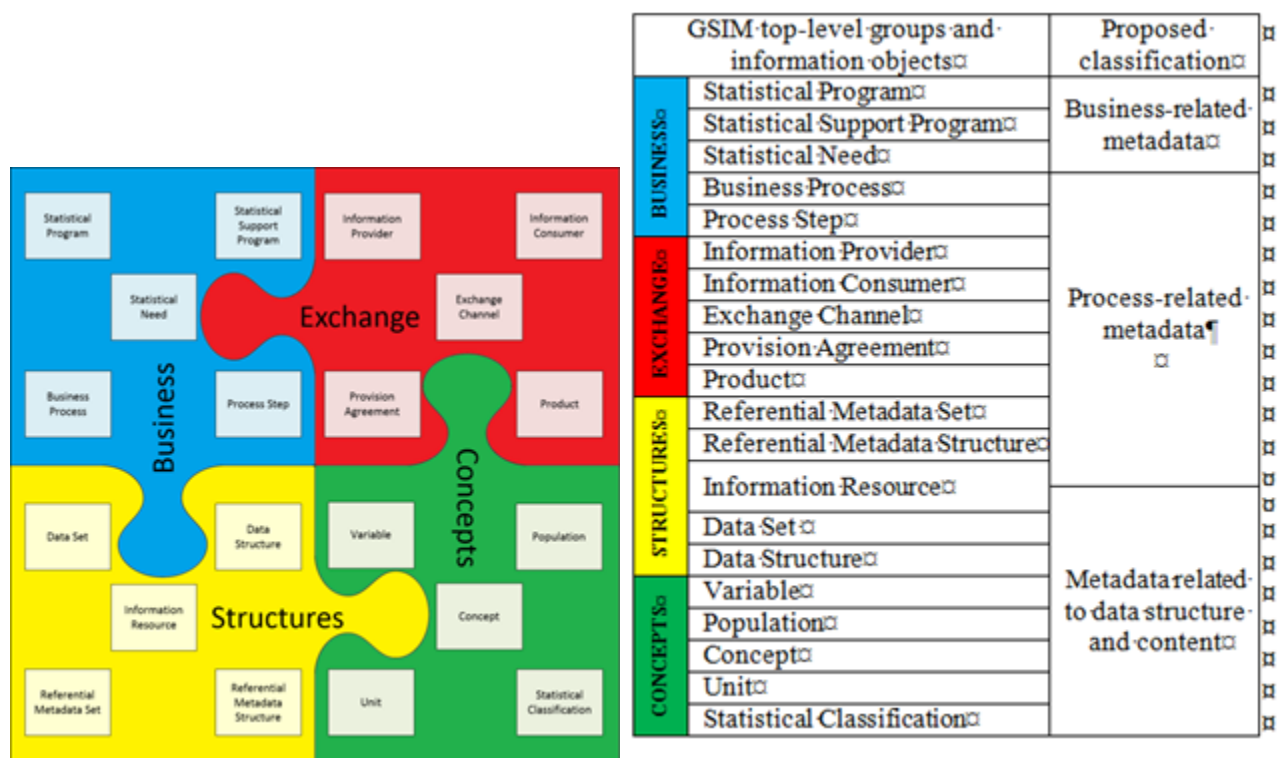 Statistical
Program
Statistical
Support
Program
Information
Provider
Information
Consumer
Statistical
Need
Exchange
Exchange
Channel
Business
Process
Business
Process Step
Provision
Agreement
Product
Concepts
Data Set
Data
Structure
Variable
Population
Information
Resource
Structures
Concept
Referential
Metadata Set
Referential
Metadata
Structure
Unit
Statistical
Classification
GSIM·top-level·groups·and·
information·objects¤
Proposed·
classification¤
¤
BUSINESS¤
Statistical·Program¤
Statistical·Support·Program¤
Statistical·Need¤
Business-related·
metadata¤
¤
¤
¤
Business·Process¤
Process·Step¤
EXCHANGE¤
Information·Provider¤
Information·Consumer¤
Exchange·Channel¤
Provision·Agreement¤
Product¤
STRUCTURES¤
Referential·Metadata·Set¤
Referential·Metadata·Structure¤
Process-related·
metadata¶
¤
¤
¤
¤
¤
¤
¤
¤
¤
¤
Information·Resource¤
Data·Set·¤
Data·Structure¤
CONCEPTS¤
Variable¤
Population¤
Concept¤
Unit¤
Statistical·Classification¤
Metadata·related·
to·data·structure·
and·content¤
¤
¤
¤
¤
¤
¤
¤
¤